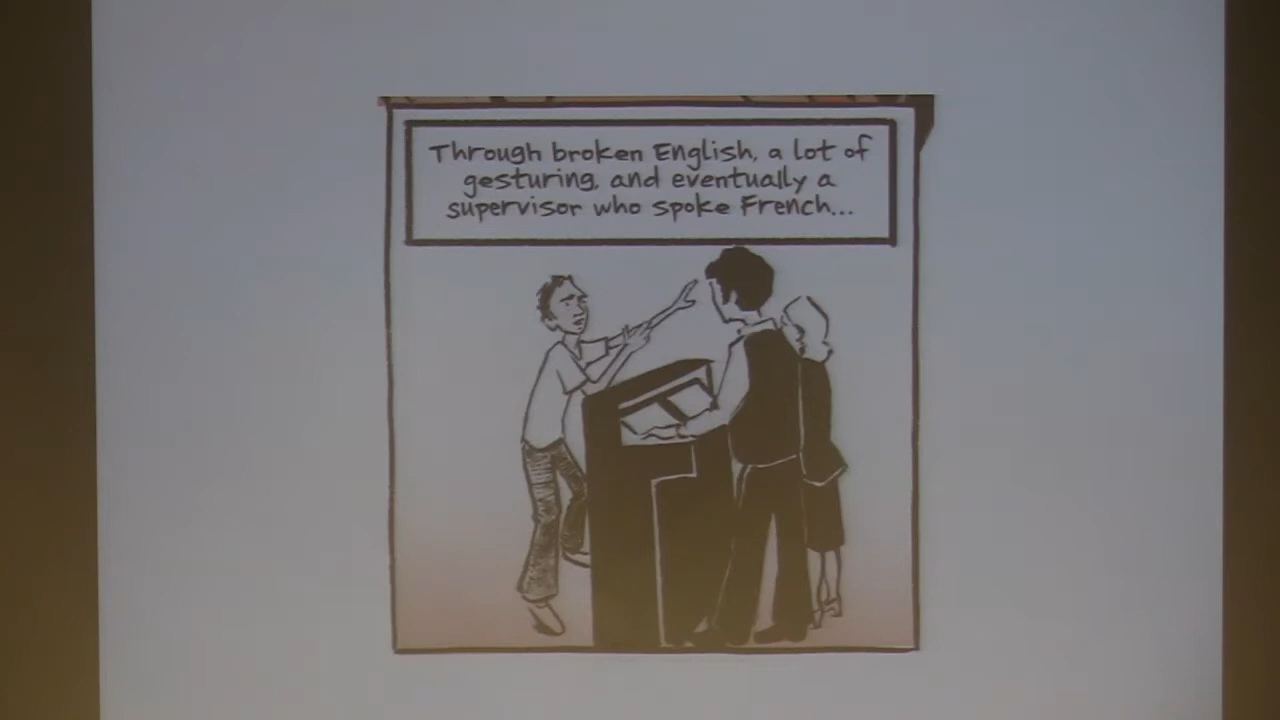 Through broken English, a lot of
gesturing, and eventually a
supervisor who spoke French...